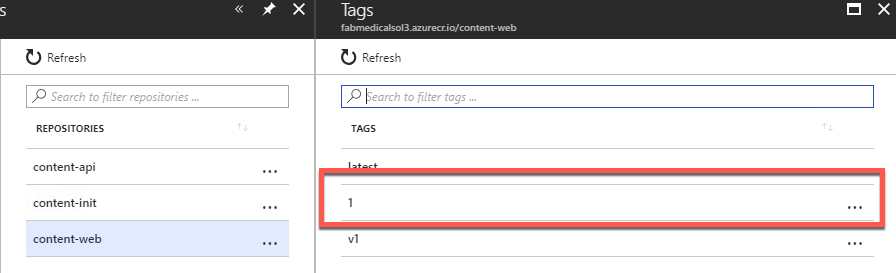 s
Refresh
Search to filter repositories ...
REPOSITORIES
content-api
...
content-init
...
content-web
...
Tags
fabmedicalsol3.azurecr.io/content-web
Refresh
Search to filter tags ...
TAGS
latest
1
...
v1
...